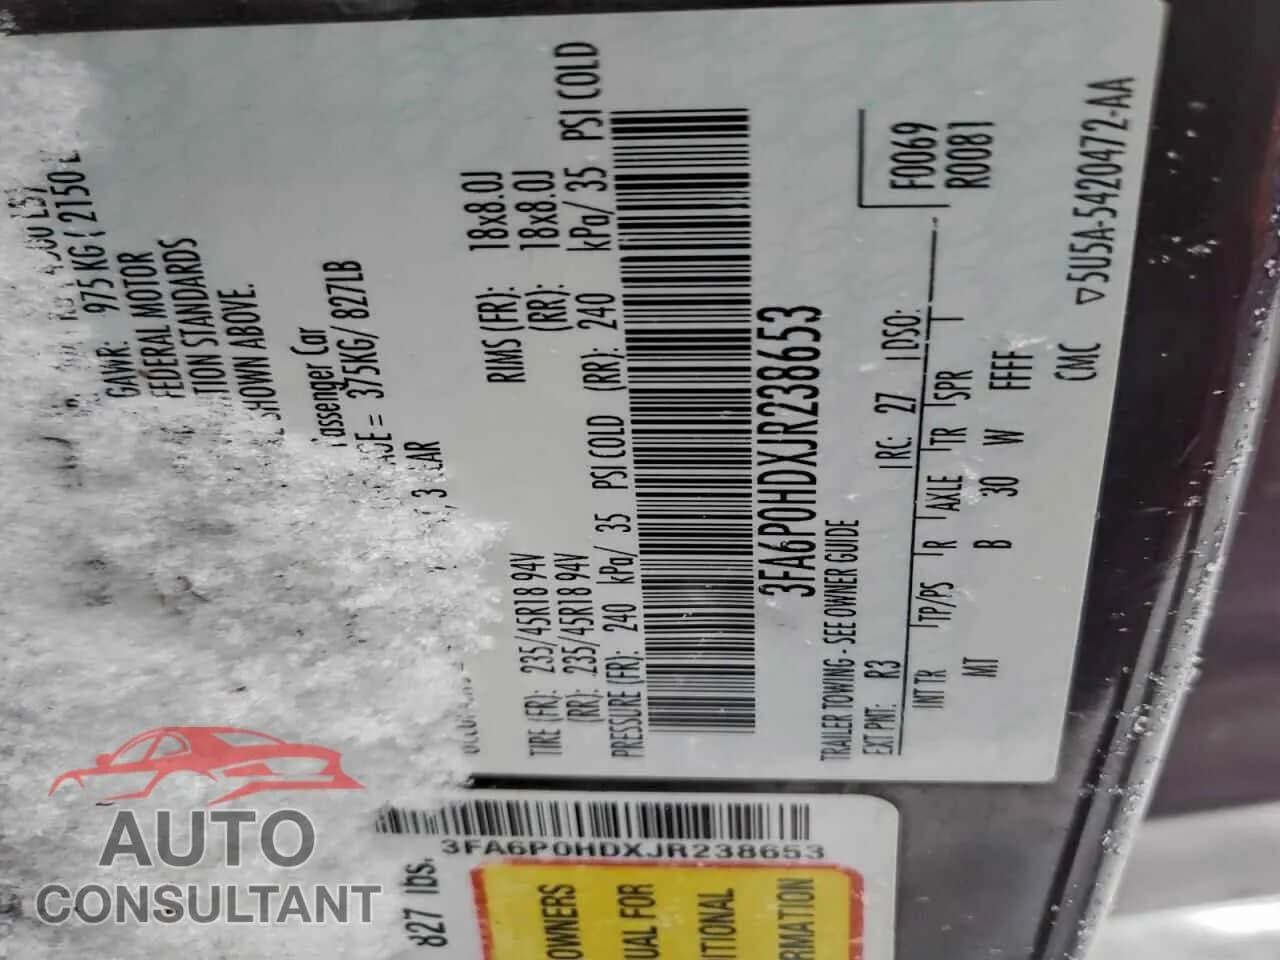 GAWR: 975 KG ( 2150 L
FEDERAL MOTOR
TION STANDARDS
SHOWN ABOVE.
Passenger Car
= 375KG/ 827LB
TIRE (FR): 235/45R18 94V RIMS (FR): 18x8.0J
(RR): 235/45R18 94V (RR): 18x8.0J
PRESSURE (FR): 240 kPa/ 35 PSI COLD (RR): 240 kPa/ 35 PSI COLD
3FA6P0HDXJR238653
TRAILER TOWING - SEE OWNER GUIDE
EXT PNT: R3 RC: 27 DSO:
F0069
R0081
INT TR TP/PS R AXLE TR SPR
MT B 30 W FFFF
CMC ▽5U5A-5420472-AA
3FA6P0HDXJR238653
827 lbs.
OWNERS
UAL FOR
ITIONAL
RMATION
AUTO
CONSULTANT